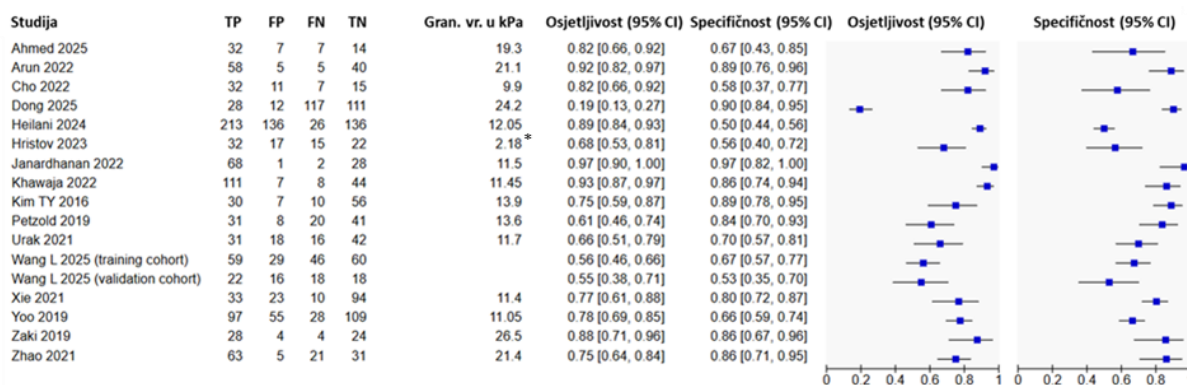 Studija TP FP FN TN Gran. vr. u kPa Osjetljivost (95% CI) Specifičnost (95% CI) Osjetljivost (95% CI) Specifičnost (95% CI)
Ahmed 2025 32 7 7 14 19.3 0.82 [0.66, 0.92] 0.67 [0.43, 0.85]
Arun 2022 58 5 5 40 21.1 0.92 [0.82, 0.97] 0.89 [0.76, 0.96]
Cho 2022 32 11 7 15 9.9 0.82 [0.66, 0.92] 0.58 [0.37, 0.77]
Dong 2025 28 12 117 111 24.2 0.19 [0.13, 0.27] 0.90 [0.84, 0.95]
Heilani 2024 213 136 26 136 12.05 0.89 [0.84, 0.93] 0.50 [0.44, 0.56]
Hristov 2023 32 17 15 22 2.18* 0.68 [0.53, 0.81] 0.56 [0.40, 0.72]
Janardhanan 2022 68 1 2 28 11.5 0.97 [0.90, 1.00] 0.97 [0.82, 1.00]
Khawaja 2022 111 7 8 44 11.45 0.93 [0.87, 0.97] 0.86 [0.74, 0.94]
Kim TY 2016 30 7 10 56 13.9 0.75 [0.59, 0.87] 0.89 [0.78, 0.95]
Petzold 2019 31 8 20 41 13.6 0.61 [0.46, 0.74] 0.84 [0.70, 0.93]
Urak 2021 31 18 16 42 11.7 0.66 [0.51, 0.79] 0.70 [0.57, 0.81]
Wang L 2025 (training cohort) 59 29 46 60 0.56 [0.46, 0.66] 0.67 [0.57, 0.77]
Wang L 2025 (validation cohort) 22 16 18 18 0.55 [0.38, 0.71] 0.53 [0.35, 0.70]
Xie 2021 33 23 10 94 11.4 0.77 [0.61, 0.88] 0.80 [0.72, 0.87]
Yoo 2019 97 55 28 109 11.05 0.78 [0.69, 0.85] 0.66 [0.59, 0.74]
Zaki 2019 28 4 4 24 26.5 0.88 [0.71, 0.96] 0.86 [0.67, 0.96]
Zhao 2021 63 5 21 31 21.4 0.75 [0.64, 0.84] 0.86 [0.71, 0.95]
0 0.2 0.4 0.6 0.8 1 0 0.2 0.4 0.6 0.8 1